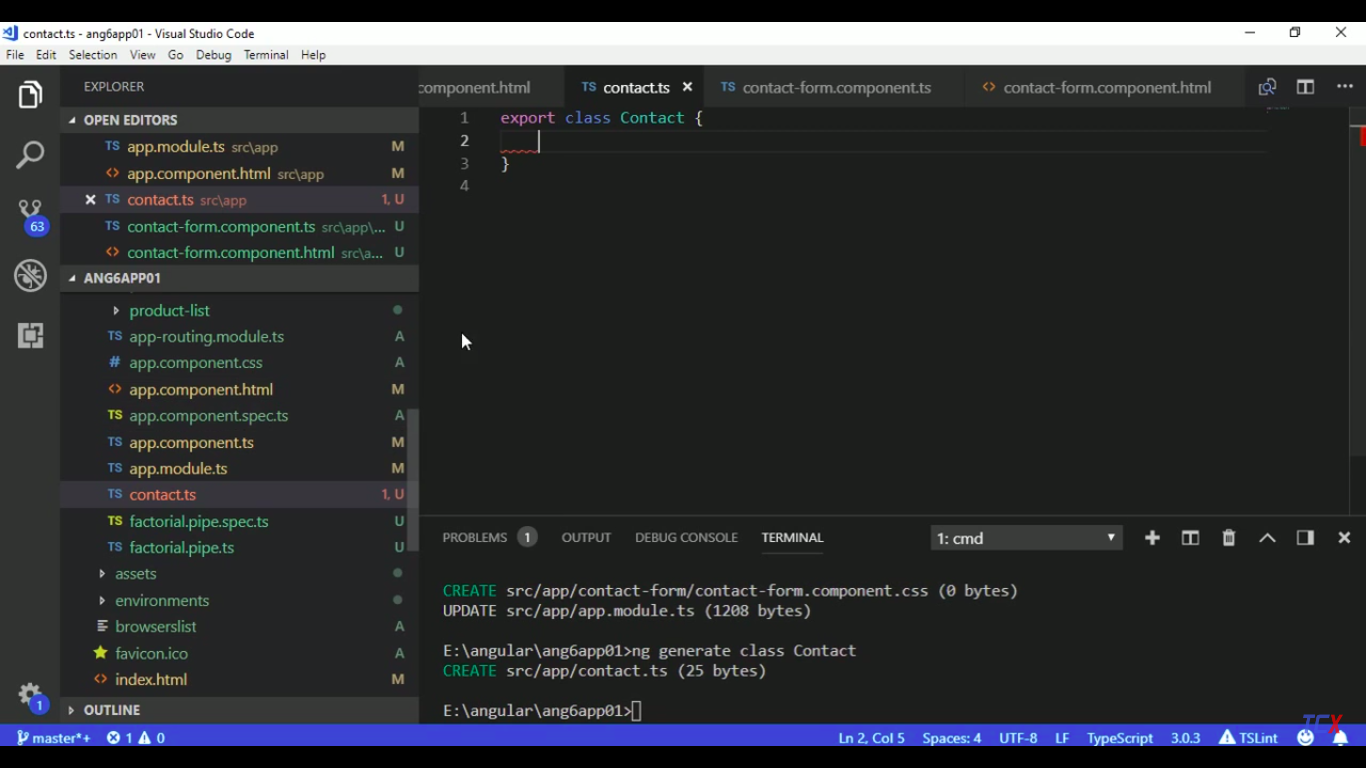 contact.ts - ang6app01 - Visual Studio Code
File Edit Selection View Go Debug Terminal Help
EXPLORER
component.html
TS contact.ts
TS contact-form.component.ts
<> contact-form.component.html
OPEN EDITORS
TS app.module.ts src\app M
<> app.component.html src\app M
TS contact.ts src\app 1, U
TS contact-form.component.ts src\app\... U
<> contact-form.component.html src\a... U
ANG6APP01
product-list
TS app-routing.module.ts A
# app.component.css A
<> app.component.html M
TS app.component.spec.ts A
TS app.component.ts M
TS app.module.ts M
TS contact.ts 1, U
TS factorial.pipe.spec.ts U
TS factorial.pipe.ts U
assets
environments
browserslist A
favicon.ico A
<> index.html M
OUTLINE
63
1
1 export class Contact {
2
3 }
4
PROBLEMS 1 OUTPUT DEBUG CONSOLE TERMINAL 1: cmd
CREATE src/app/contact-form/contact-form.component.css (0 bytes)
UPDATE src/app/app.module.ts (1208 bytes)
E:\angular\ang6app01>ng generate class Contact
CREATE src/app/contact.ts (25 bytes)
E:\angular\ang6app01>
TCX
master*+ 1 0 Ln 2, Col 5 Spaces: 4 UTF-8 LF TypeScript 3.0.3 TSLint